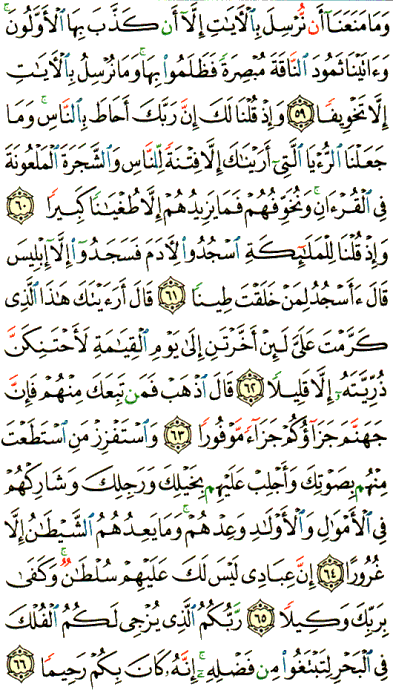 وَمَا مَنَعَنَآ أَن نُّرْسِلَ بِٱلْءَايَٰتِ إِلَّآ أَن كَذَّبَ بِهَا ٱلْأَوَّلُونَ ۚ
وَءَاتَيْنَا ثَمُودَ ٱلنَّاقَةَ مُبْصِرَةً فَظَلَمُوا۟ بِهَا ۚ وَمَا نُرْسِلُ بِٱلْءَايَٰتِ
إِلَّا تَخْوِيفًا ۝٥٩ وَإِذْ قُلْنَا لَكَ إِنَّ رَبَّكَ أَحَاطَ بِٱلنَّاسِ ۚ وَمَا
جَعَلْنَا ٱلرُّءْيَا ٱلَّتِىٓ أَرَيْنَٰكَ إِلَّا فِتْنَةً لِّلنَّاسِ وَٱلشَّجَرَةَ ٱلْمَلْعُونَةَ
فِى ٱلْقُرْءَانِ ۚ وَنُخَوِّفُهُمْ فَمَا يَزِيدُهُمْ إِلَّا طُغْيَٰنًا كَبِيرًا ۝٦٠
وَإِذْ قُلْنَا لِلْمَلَٰٓئِكَةِ ٱسْجُدُوا۟ لِءَادَمَ فَسَجَدُوٓا۟ إِلَّآ إِبْلِيسَ
قَالَ ءَأَسْجُدُ لِمَنْ خَلَقْتَ طِينًا ۝٦١ قَالَ أَرَءَيْتَكَ هَٰذَا ٱلَّذِى
كَرَّمْتَ عَلَىَّ لَئِنْ أَخَّرْتَنِ إِلَىٰ يَوْمِ ٱلْقِيَٰمَةِ لَأَحْتَنِكَنَّ
ذُرِّيَّتَهُۥٓ إِلَّا قَلِيلًا ۝٦٢ قَالَ ٱذْهَبْ فَمَن تَبِعَكَ مِنْهُمْ فَإِنَّ
جَهَنَّمَ جَزَآؤُكُمْ جَزَآءً مَّوْفُورًا ۝٦٣ وَٱسْتَفْزِزْ مَنِ ٱسْتَطَعْتَ
مِنْهُم بِصَوْتِكَ وَأَجْلِبْ عَلَيْهِم بِخَيْلِكَ وَرَجِلِكَ وَشَارِكْهُمْ
فِى ٱلْأَمْوَٰلِ وَٱلْأَوْلَٰدِ وَعِدْهُمْ ۚ وَمَا يَعِدُهُمُ ٱلشَّيْطَٰنُ إِلَّا
غُرُورًا ۝٦٤ إِنَّ عِبَادِى لَيْسَ لَكَ عَلَيْهِمْ سُلْطَٰنٌ ۚ وَكَفَىٰ
بِرَبِّكَ وَكِيلًا ۝٦٥ رَّبُّكُمُ ٱلَّذِى يُزْجِى لَكُمُ ٱلْفُلْكَ
فِى ٱلْبَحْرِ لِتَبْتَغُوا۟ مِن فَضْلِهِۦٓ ۚ إِنَّهُۥ كَانَ بِكُمْ رَحِيمًا ۝٦٦